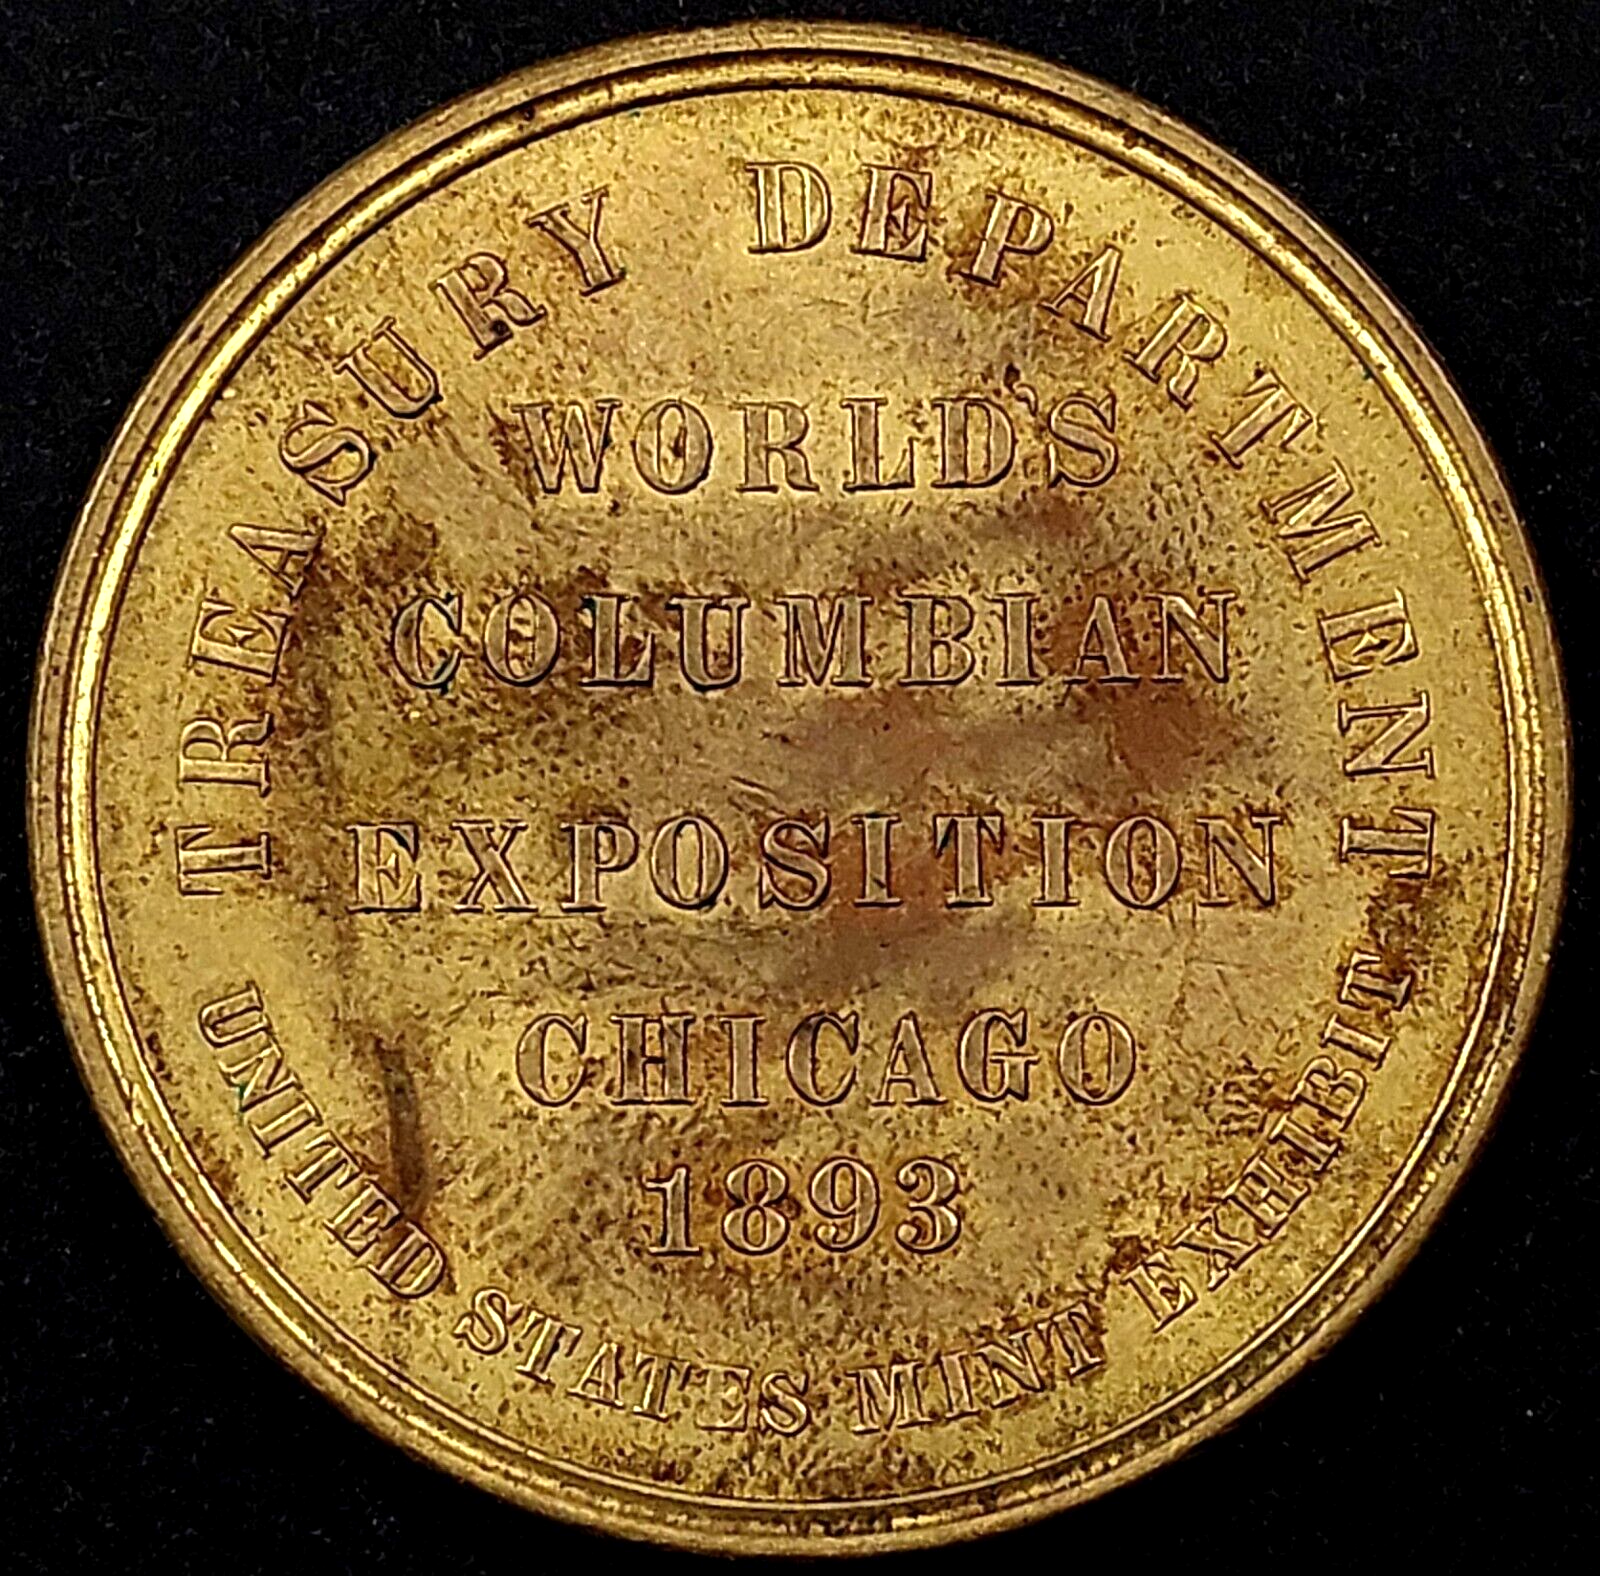 TREASURY DEPARTMENT
WORLD'S
COLUMBIAN
EXPOSITION
CHICAGO
1893
UNITED STATES MINT EXHIBIT